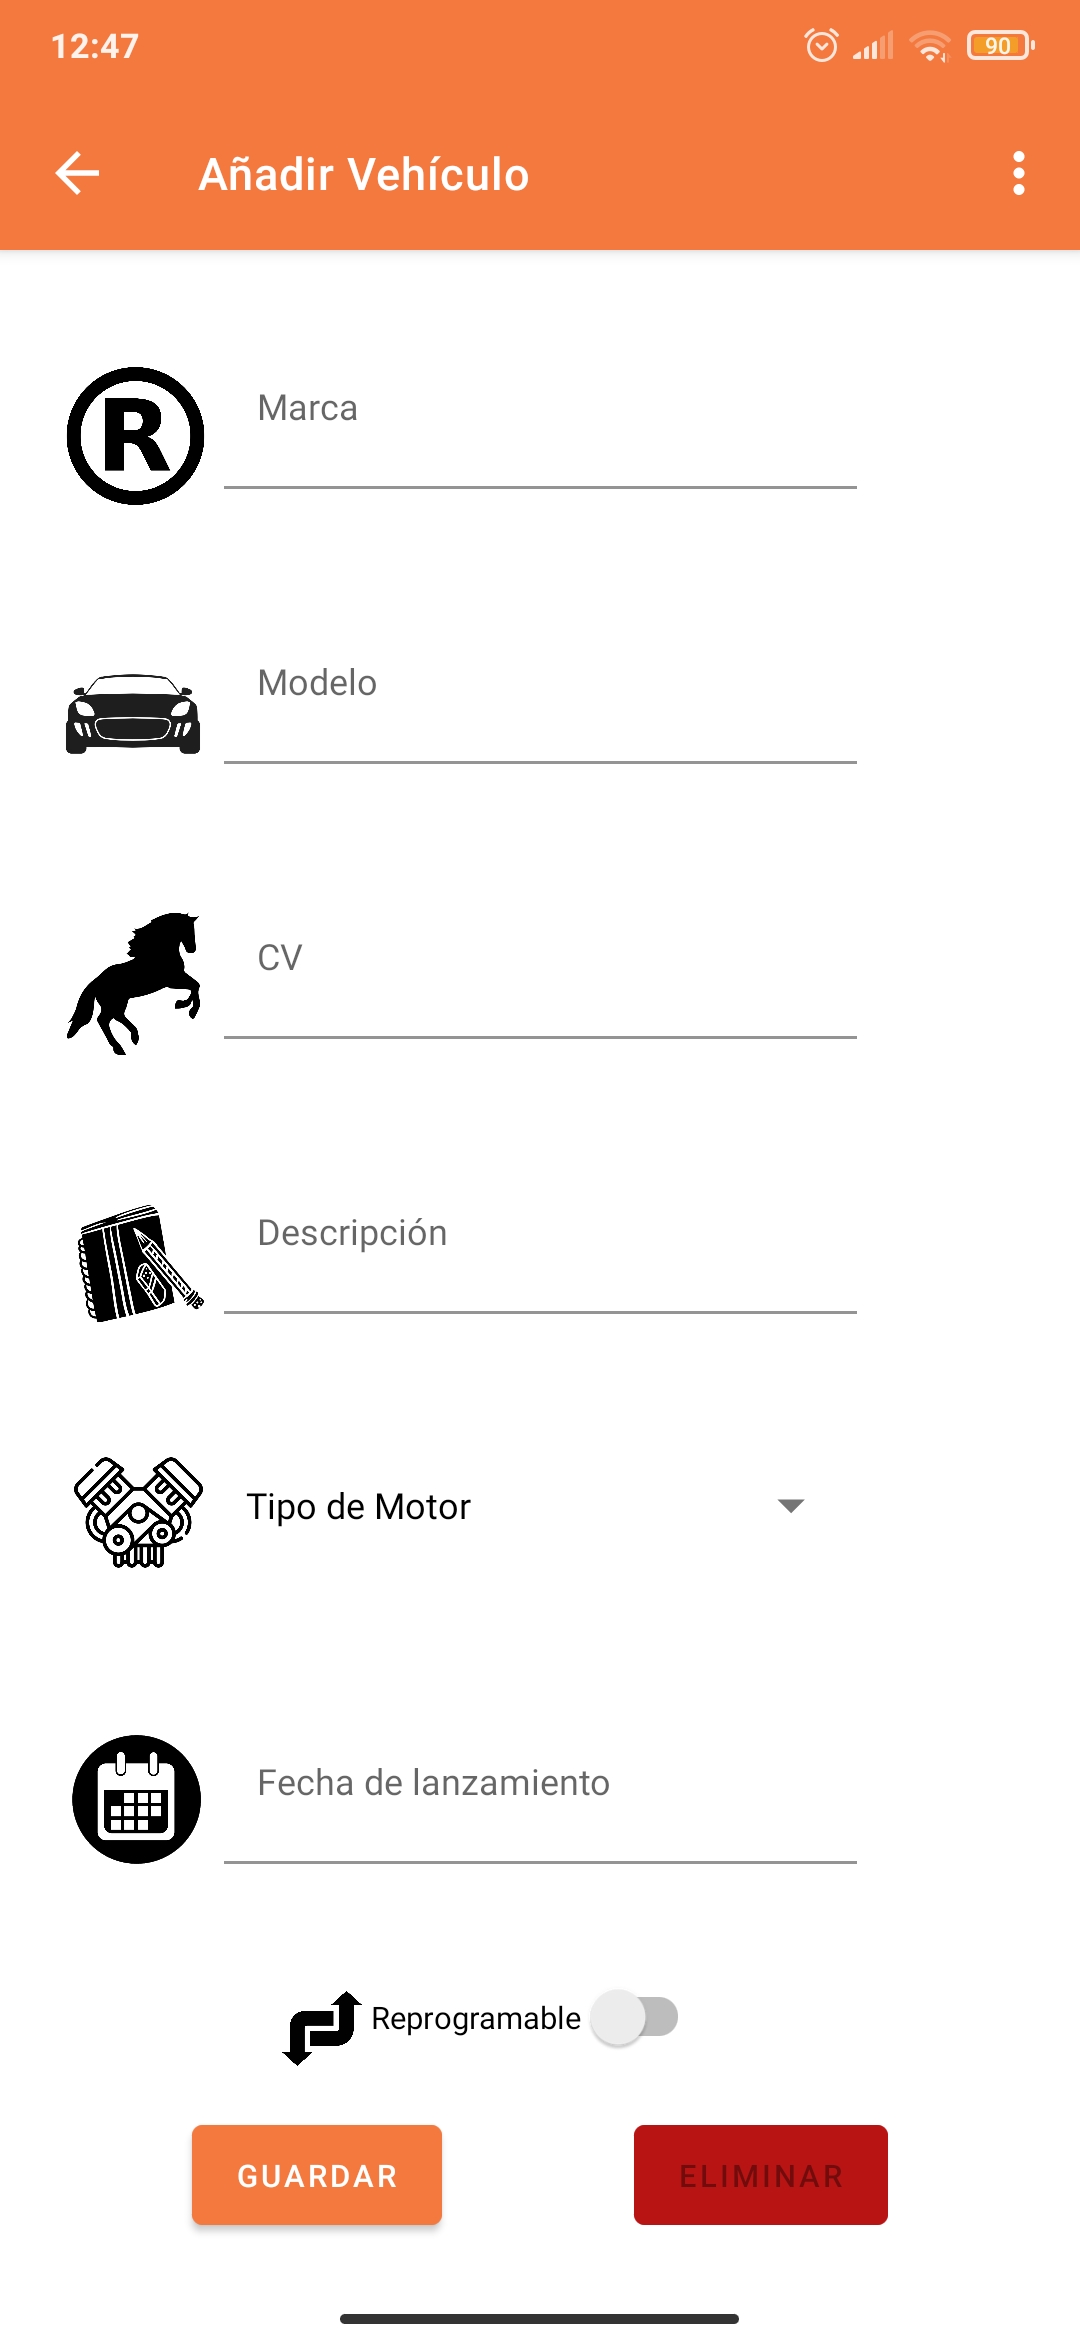 12:47
90
Añadir Vehículo
R
Marca
Modelo
CV
Descripción
Tipo de Motor
Fecha de lanzamiento
Reprogramable
GUARDAR
ELIMINAR